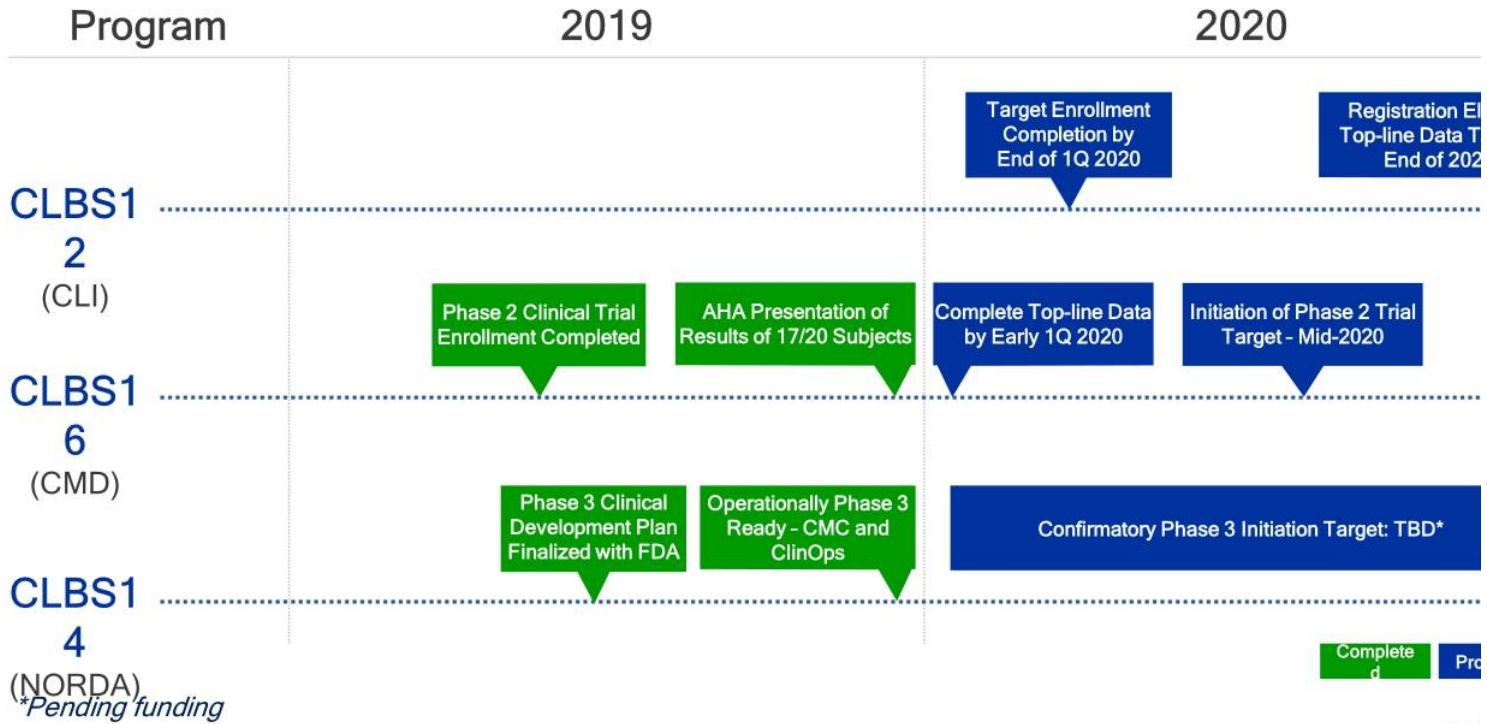 Program 2019 2020
Target Enrollment
Completion by
End of 1Q 2020
Registration El
Top-line Data T
End of 202
CLBS1
2
(CLI)
Phase 2 Clinical Trial
Enrollment Completed
AHA Presentation of
Results of 17/20 Subjects
Complete Top-line Data
by Early 1Q 2020
Initiation of Phase 2 Trial
Target - Mid-2020
CLBS1
6
(CMD)
Phase 3 Clinical
Development Plan
Finalized with FDA
Operationally Phase 3
Ready - CMC and
ClinOps
Confirmatory Phase 3 Initiation Target: TBD*
CLBS1
4
(NORDA)
Complete
d
Pro
*Pending funding